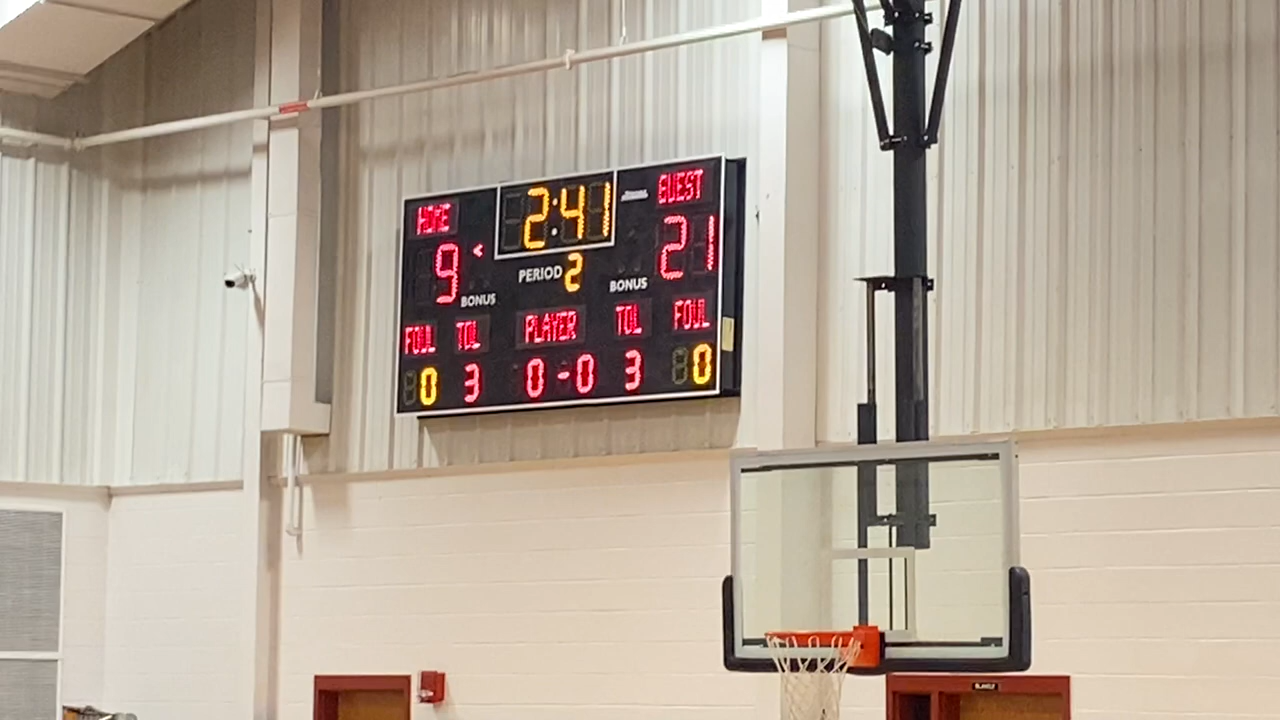 2:41
HOME
GUEST
9 <
21
PERIOD 2
BONUS
BONUS
FOUL
TOL
PLAYER
TOL
FOUL
0
3
0-0
3
0